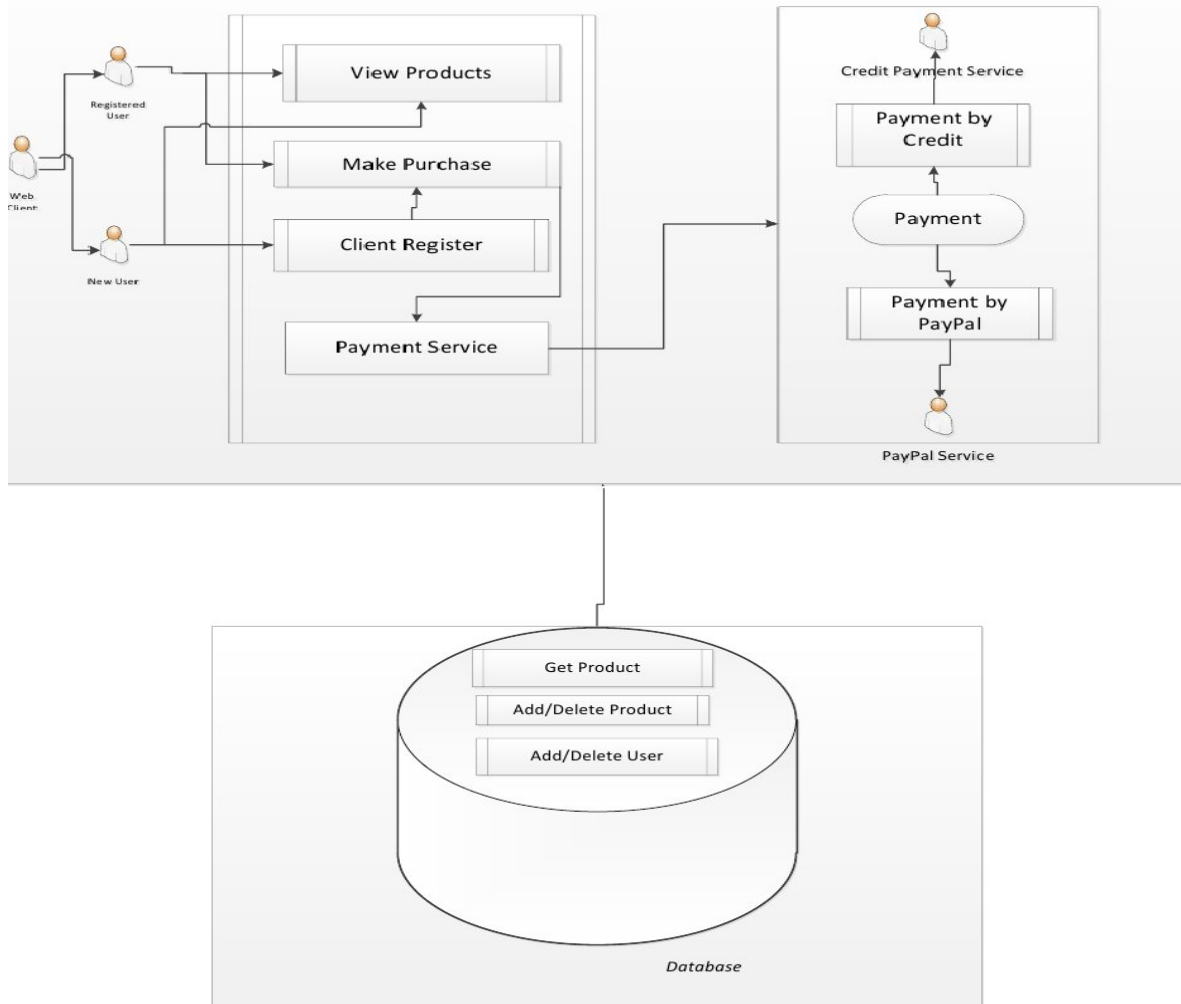 Registered
User
Web
Client
New User
View Products
Make Purchase
Client Register
Payment Service
Credit Payment Service
Payment by
Credit
Payment
Payment by
PayPal
PayPal Service
Get Product
Add/Delete Product
Add/Delete User
Database